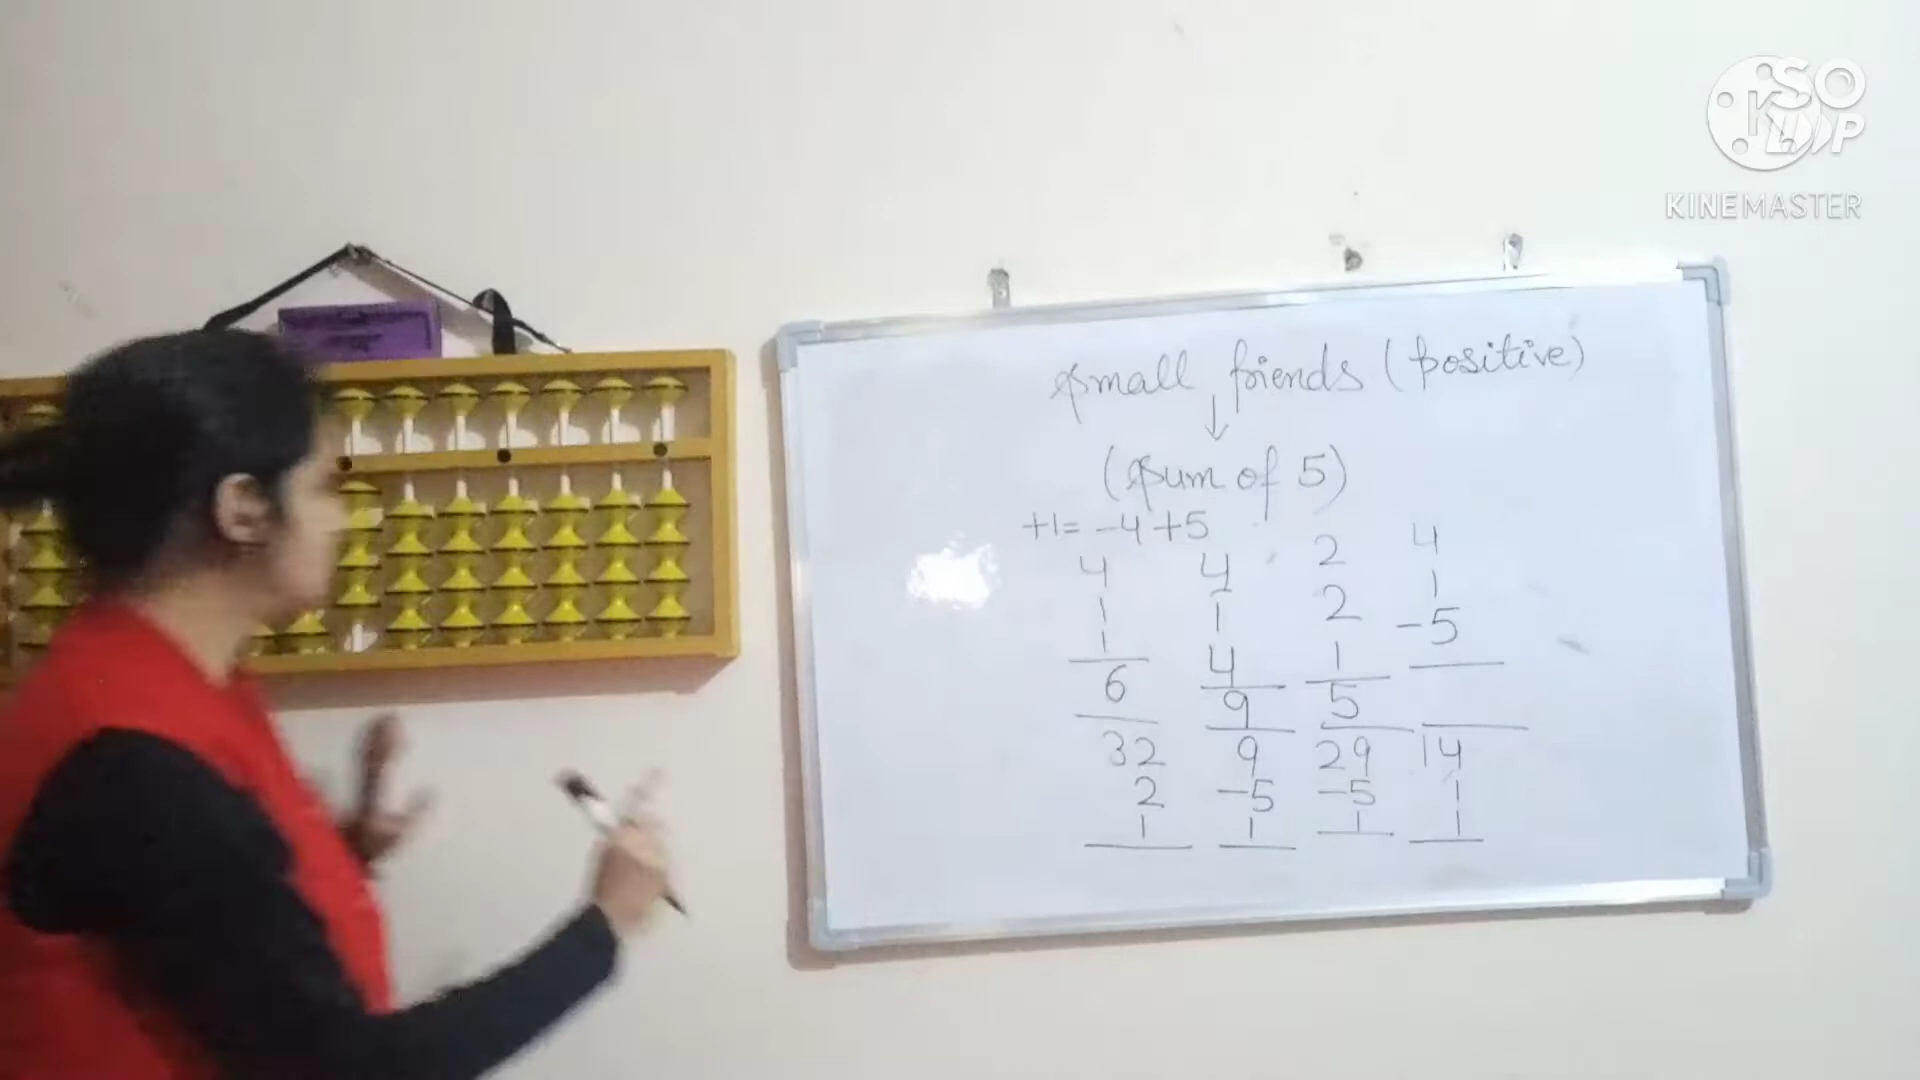 small friends (positive)
↓
(sum of 5)
+1= -4 +5
4 4 2 4
1 1 2 1
1 4 1 -5
6 9 5
32 9 29 14
2 -5 -5 1
1 1 1 1
KINEMASTER